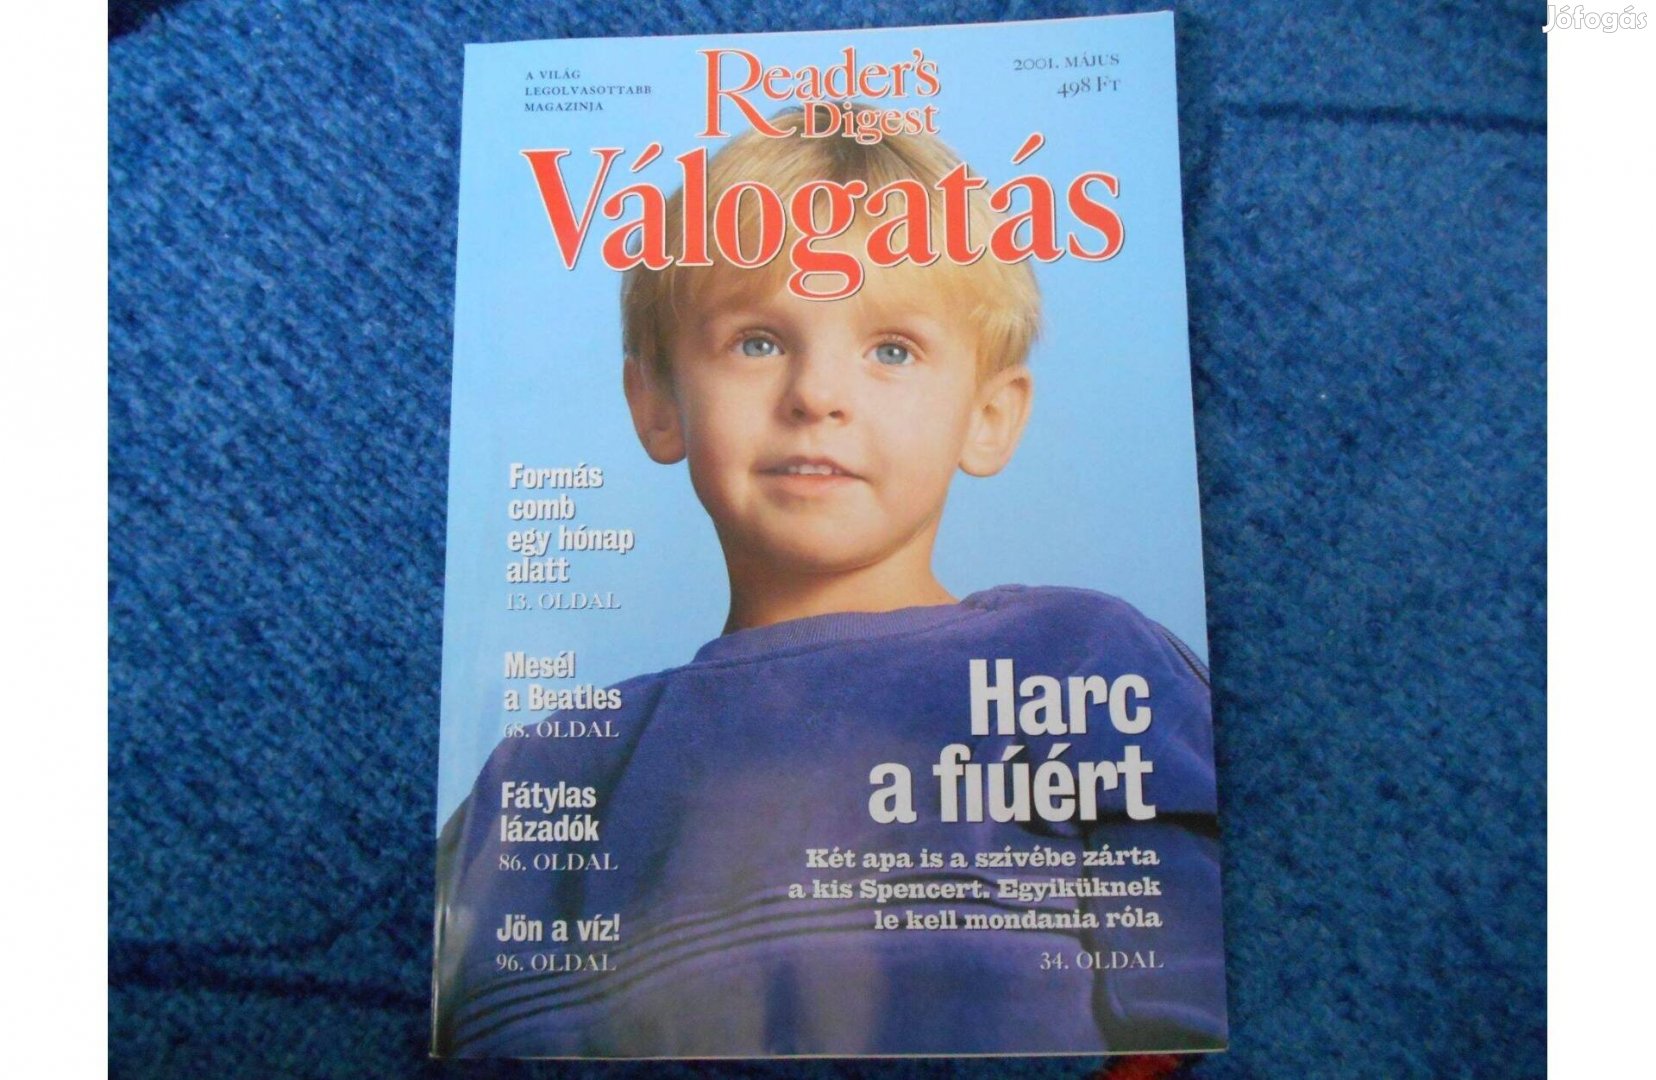 Jófogás
A VILÁG
LEGOLVASOTTABB
MAGAZINJA
Reader's
Digest
2001. MÁJUS
498 FT
Válogatás
Formás
comb
egy hónap
alatt
13. OLDAL
Mesél
a Beatles
68. OLDAL
Fátylas
lázadók
86. OLDAL
Jön a víz!
96. OLDAL
Harc
a fiúért
Két apa is a szívébe zárta
a kis Spencert. Egyiküknek
le kell mondania róla
34. OLDAL